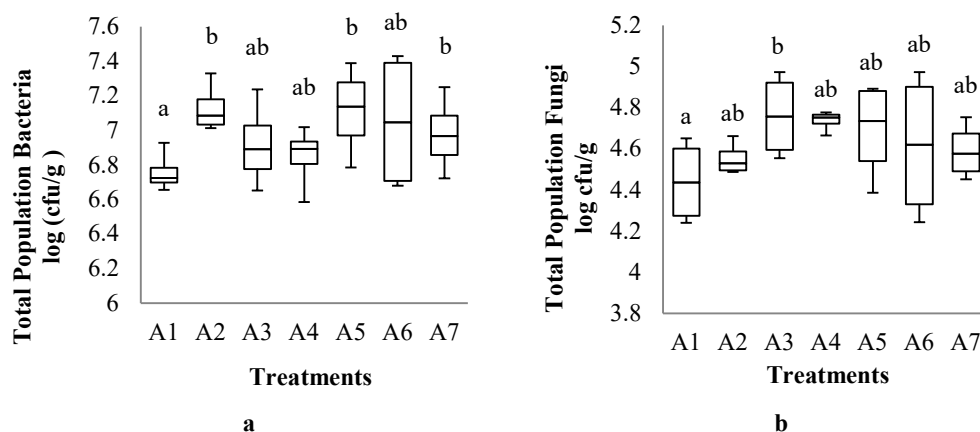 Total Population Bacteria
log (cfu/g )
7.6
7.4
7.2
7
6.8
6.6
6.4
6.2
6
a
b
ab
ab
b
ab
b
A1 A2 A3 A4 A5 A6 A7
Treatments
a
Total Population Fungi
log cfu/g
5.2
5
4.8
4.6
4.4
4.2
4
3.8
a
ab
b
ab
ab
ab
ab
A1 A2 A3 A4 A5 A6 A7
Treatments
b